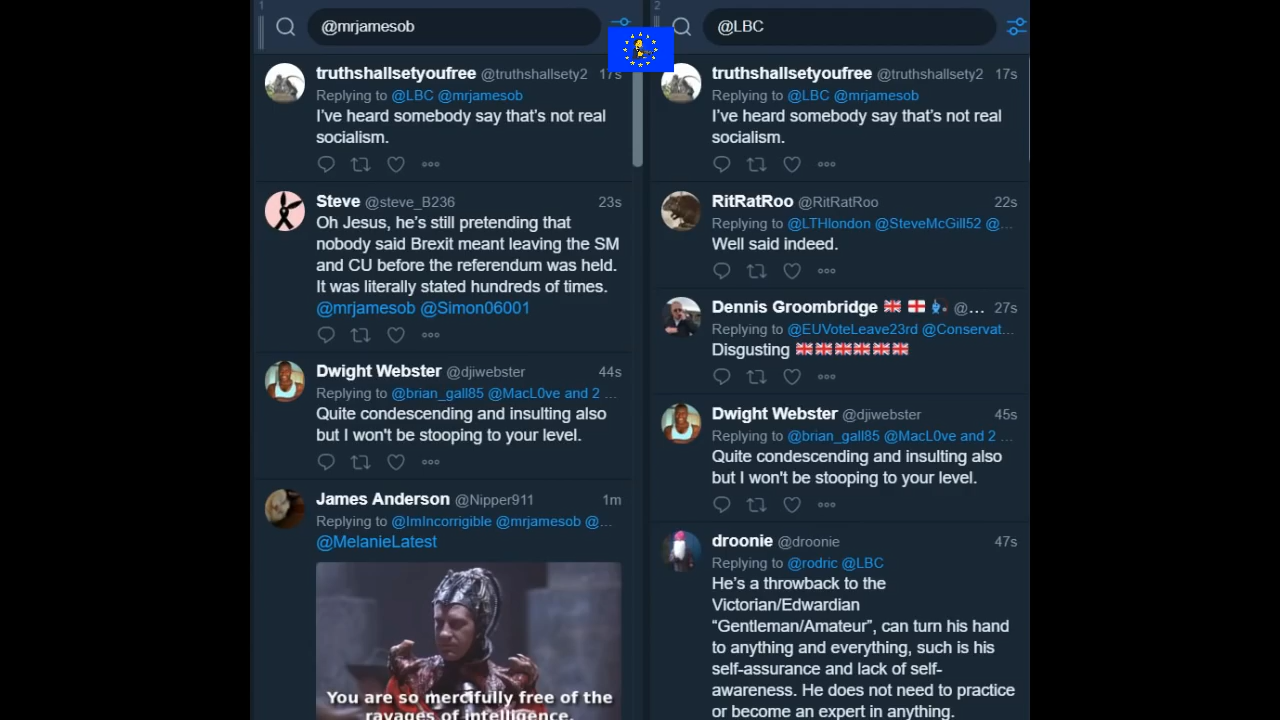 1
@mrjamesob
truthshallsetyoufree @truthshallsety2 17s
Replying to @LBC @mrjamesob
I've heard somebody say that's not real
socialism.
Steve @steve_B236 23s
Oh Jesus, he's still pretending that
nobody said Brexit meant leaving the SM
and CU before the referendum was held.
It was literally stated hundreds of times.
@mrjamesob @Simon06001
Dwight Webster @djiwebster 44s
Replying to @brian_gall85 @MacL0ve and 2 ...
Quite condescending and insulting also
but I won't be stooping to your level.
James Anderson @Nipper911 1m
Replying to @ImIncorrigible @mrjamesob @...
@MelanieLatest
You are so mercifully free of the
ravages of intelligence.
2
@LBC
truthshallsetyoufree @truthshallsety2 17s
Replying to @LBC @mrjamesob
I've heard somebody say that's not real
socialism.
RitRatRoo @RitRatRoo 22s
Replying to @LTHlondon @SteveMcGill52 @...
Well said indeed.
Dennis Groombridge 🇬🇧 🏴󠁧󠁢󠁥󠁮󠁧󠁿 @... 27s
Replying to @EUVoteLeave23rd @Conservat...
Disgusting 🇬🇧🇬🇧🇬🇧🇬🇧🇬🇧🇬🇧
Dwight Webster @djiwebster 45s
Replying to @brian_gall85 @MacL0ve and 2 ...
Quite condescending and insulting also
but I won't be stooping to your level.
droonie @droonie 47s
Replying to @rodric @LBC
He's a throwback to the
Victorian/Edwardian
"Gentleman/Amateur", can turn his hand
to anything and everything, such is his
self-assurance and lack of self-
awareness. He does not need to practice
or become an expert in anything.